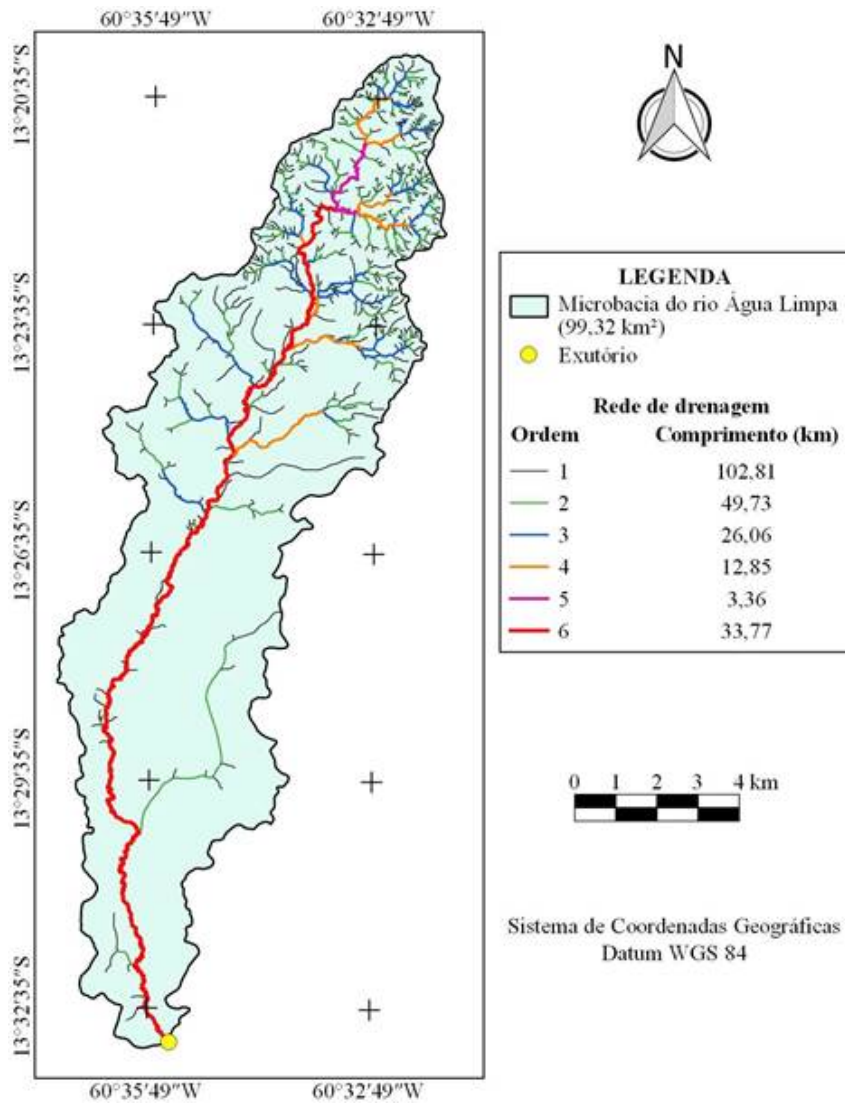 60°35'49"W 60°32'49"W
N
13°20'35"S
13°23'35"S
13°26'35"S
13°29'35"S
13°32'35"S
LEGENDA
Microbacia do rio Água Limpa
(99,32 km²)
Exutório
Rede de drenagem
Ordem Comprimento (km)
1 102,81
2 49,73
3 26,06
4 12,85
5 3,36
6 33,77
0 1 2 3 4 km
Sistema de Coordenadas Geográficas
Datum WGS 84
60°35'49"W 60°32'49"W